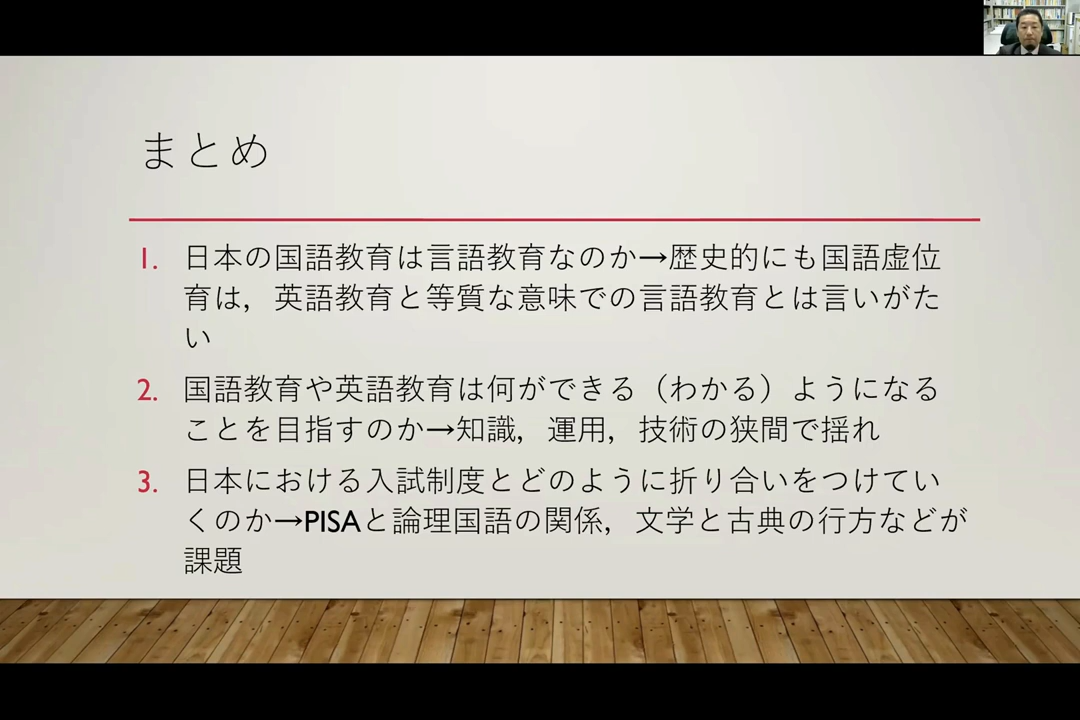 まとめ
1. 日本の国語教育は言語教育なのか→歴史的にも国語虚位
育は，英語教育と等質な意味での言語教育とは言いがた
い
2. 国語教育や英語教育は何ができる（わかる）ようになる
ことを目指すのか→知識，運用，技術の狭間で揺れ
3. 日本における入試制度とどのように折り合いをつけてい
くのか→PISAと論理国語の関係，文学と古典の行方などが
課題